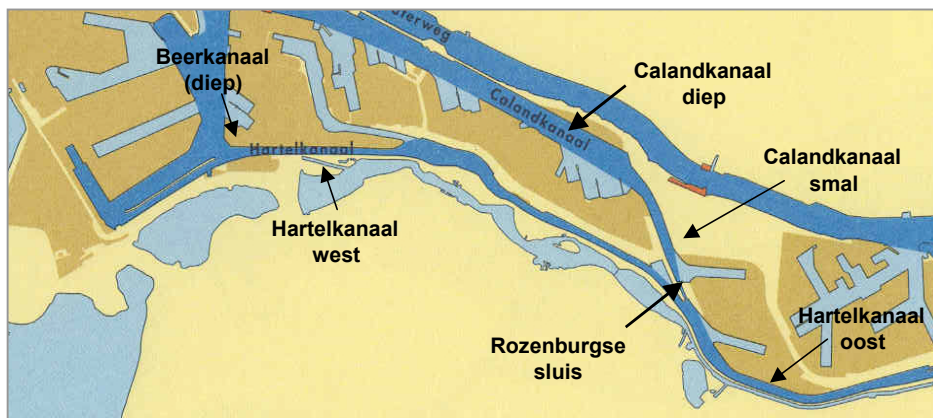 Beerkanaal
(diep)
Calandkanaal
diep
Calandkanaal
Hartelkanaal
Calandkanaal
smal
Hartelkanaal
west
Rozenburgse
sluis
Hartelkanaal
oost